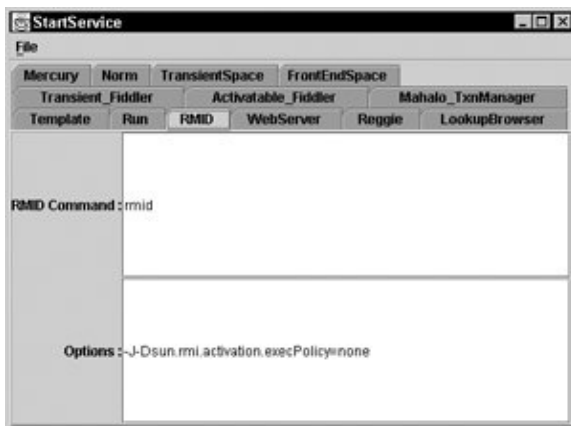 StartService
File
Mercury Norm TransientSpace FrontEndSpace
Transient_Fiddler Activatable_Fiddler Mahalo_TxnManager
Template Run RMID WebServer Reggie LookupBrowser
RMID Command : rmid
Options : -J-Dsun.rmi.activation.execPolicy=none